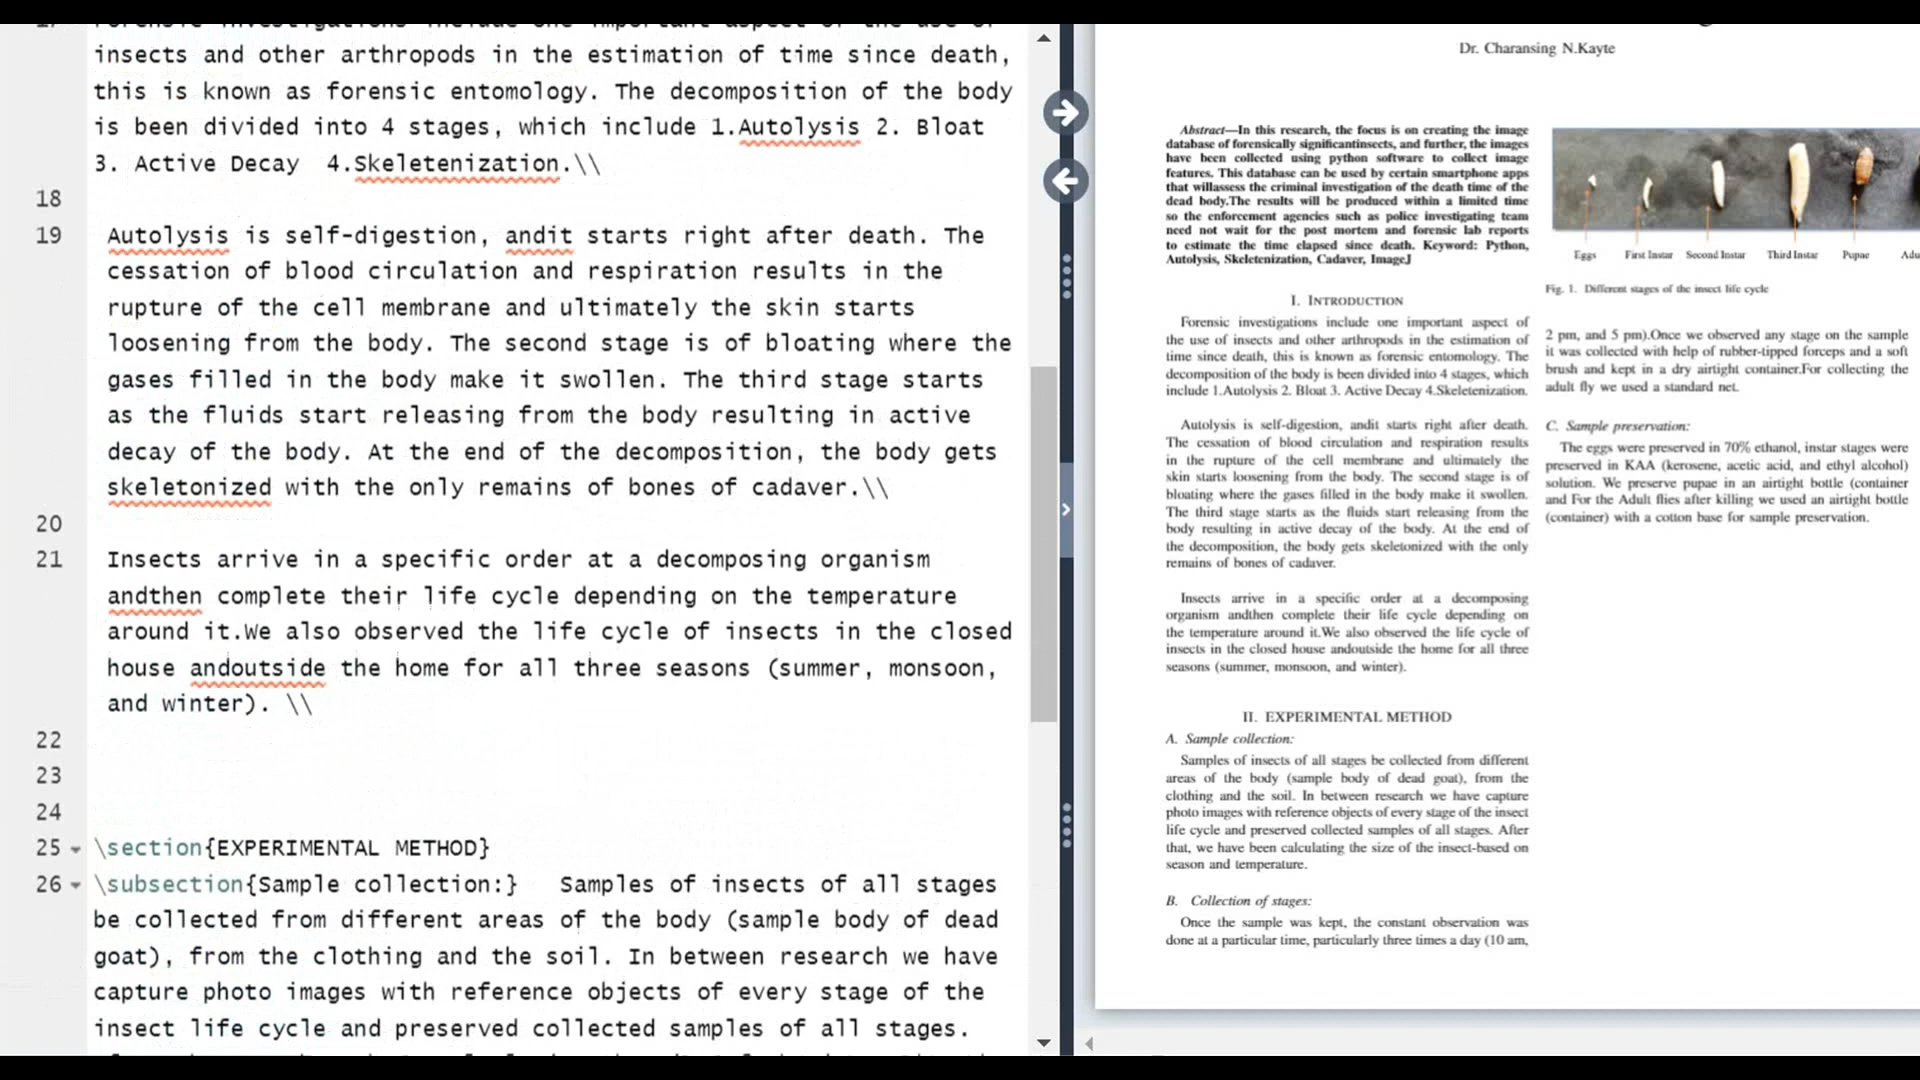 17 Forensic investigations include one important aspect of the use of
insects and other arthropods in the estimation of time since death,
this is known as forensic entomology. The decomposition of the body
is been divided into 4 stages, which include 1.Autolysis 2. Bloat
3. Active Decay  4.Skeletenization.\\
18
19 Autolysis is self-digestion, andit starts right after death. The
cessation of blood circulation and respiration results in the
rupture of the cell membrane and ultimately the skin starts
loosening from the body. The second stage is of bloating where the
gases filled in the body make it swollen. The third stage starts
as the fluids start releasing from the body resulting in active
decay of the body. At the end of the decomposition, the body gets
skeletonized with the only remains of bones of cadaver.\\
20
21 Insects arrive in a specific order at a decomposing organism
andthen complete their life cycle depending on the temperature
around it.We also observed the life cycle of insects in the closed
house andoutside the home for all three seasons (summer, monsoon,
and winter). \\
22
23
24
25 \section{EXPERIMENTAL METHOD}
26 \subsection{Sample collection:}   Samples of insects of all stages
be collected from different areas of the body (sample body of dead
goat), from the clothing and the soil. In between research we have
capture photo images with reference objects of every stage of the
insect life cycle and preserved collected samples of all stages.
Dr. Charansing N.Kayte
Abstract—In this research, the focus is on creating the image
database of forensically significantinsects, and further, the images
have been collected using python software to collect image
features. This database can be used by certain smartphone apps
that willassess the criminal investigation of the death time of the
dead body.The results will be produced within a limited time
so the enforcement agencies such as police investigating team
need not wait for the post mortem and forensic lab reports
to estimate the time elapsed since death. Keyword: Python,
Autolysis, Skeletenization, Cadaver, ImageJ
I. INTRODUCTION
Forensic investigations include one important aspect of
the use of insects and other arthropods in the estimation of
time since death, this is known as forensic entomology. The
decomposition of the body is been divided into 4 stages, which
include 1.Autolysis 2. Bloat 3. Active Decay 4.Skeletenization.
Autolysis is self-digestion, andit starts right after death.
The cessation of blood circulation and respiration results
in the rupture of the cell membrane and ultimately the
skin starts loosening from the body. The second stage is of
bloating where the gases filled in the body make it swollen.
The third stage starts as the fluids start releasing from the
body resulting in active decay of the body. At the end of
the decomposition, the body gets skeletonized with the only
remains of bones of cadaver.
Insects arrive in a specific order at a decomposing
organism andthen complete their life cycle depending on
the temperature around it.We also observed the life cycle of
insects in the closed house andoutside the home for all three
seasons (summer, monsoon, and winter).
II. EXPERIMENTAL METHOD
A. Sample collection:
Samples of insects of all stages be collected from different
areas of the body (sample body of dead goat), from the
clothing and the soil. In between research we have capture
photo images with reference objects of every stage of the insect
life cycle and preserved collected samples of all stages. After
that, we have been calculating the size of the insect-based on
season and temperature.
B. Collection of stages:
Once the sample was kept, the constant observation was
done at a particular time, particularly three times a day (10 am,
Eggs First Instar Second Instar Third Instar Pupae
Fig. 1. Different stages of the insect life cycle
2 pm, and 5 pm).Once we observed any stage on the sample
it was collected with help of rubber-tipped forceps and a soft
brush and kept in a dry airtight container.For collecting the
adult fly we used a standard net.
C. Sample preservation:
The eggs were preserved in 70% ethanol, instar stages were
preserved in KAA (kerosene, acetic acid, and ethyl alcohol)
solution. We preserve pupae in an airtight bottle (container
and For the Adult flies after killing we used an airtight bottle
(container) with a cotton base for sample preservation.